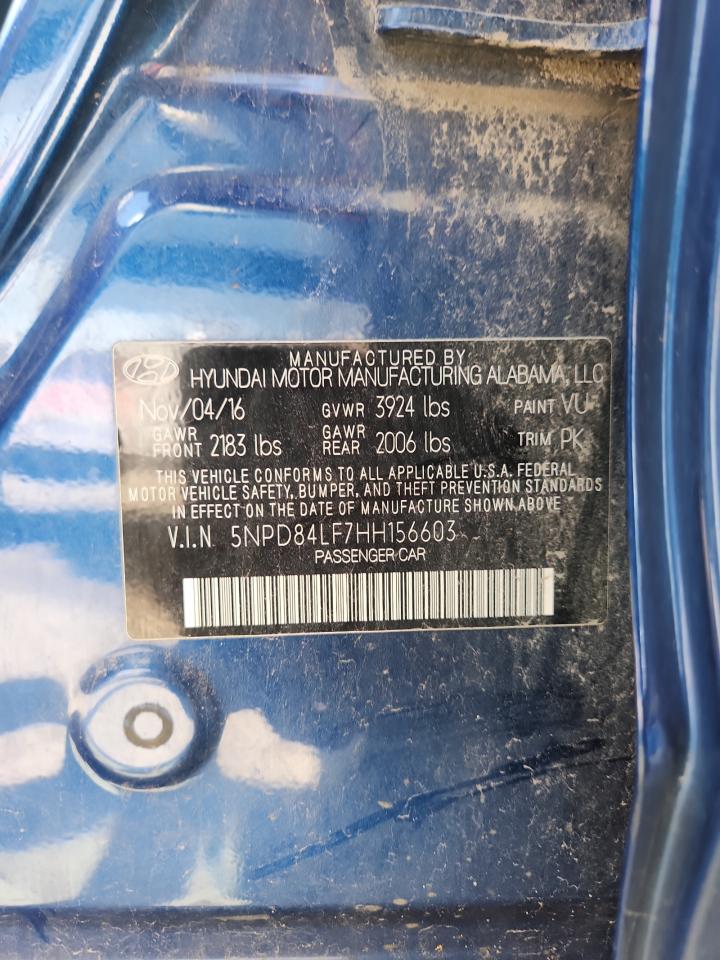 MANUFACTURED BY
HYUNDAI MOTOR MANUFACTURING ALABAMA, LLC
Nov/04/16 GVWR 3924 lbs PAINT VU
GAWR FRONT 2183 lbs GAWR REAR 2006 lbs TRIM PK
THIS VEHICLE CONFORMS TO ALL APPLICABLE U.S.A. FEDERAL
MOTOR VEHICLE SAFETY, BUMPER, AND THEFT PREVENTION STANDARDS
IN EFFECT ON THE DATE OF MANUFACTURE SHOWN ABOVE
V.I.N 5NPD84LF7HH156603
PASSENGER CAR